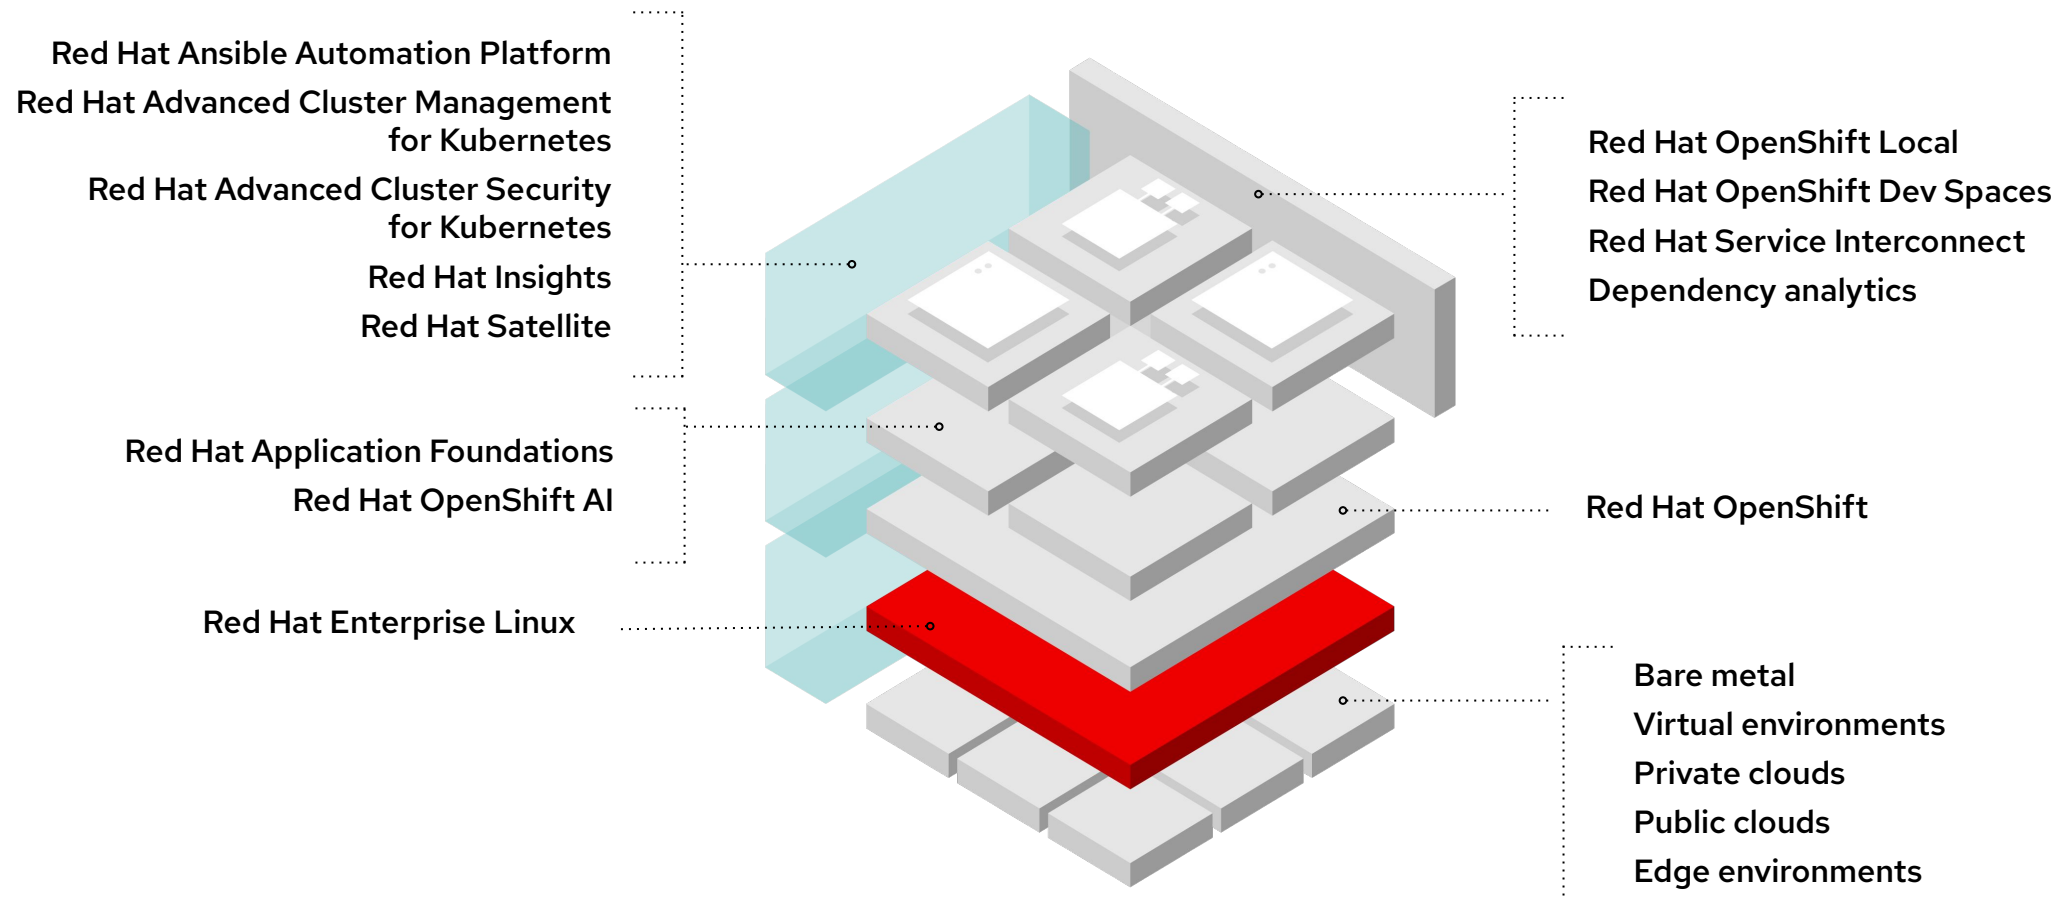 Red Hat Ansible Automation Platform
Red Hat Advanced Cluster Management
for Kubernetes
Red Hat Advanced Cluster Security
for Kubernetes
Red Hat Insights
Red Hat Satellite
Red Hat Application Foundations
Red Hat OpenShift AI
Red Hat Enterprise Linux
Red Hat OpenShift Local
Red Hat OpenShift Dev Spaces
Red Hat Service Interconnect
Dependency analytics
Red Hat OpenShift
Bare metal
Virtual environments
Private clouds
Public clouds
Edge environments